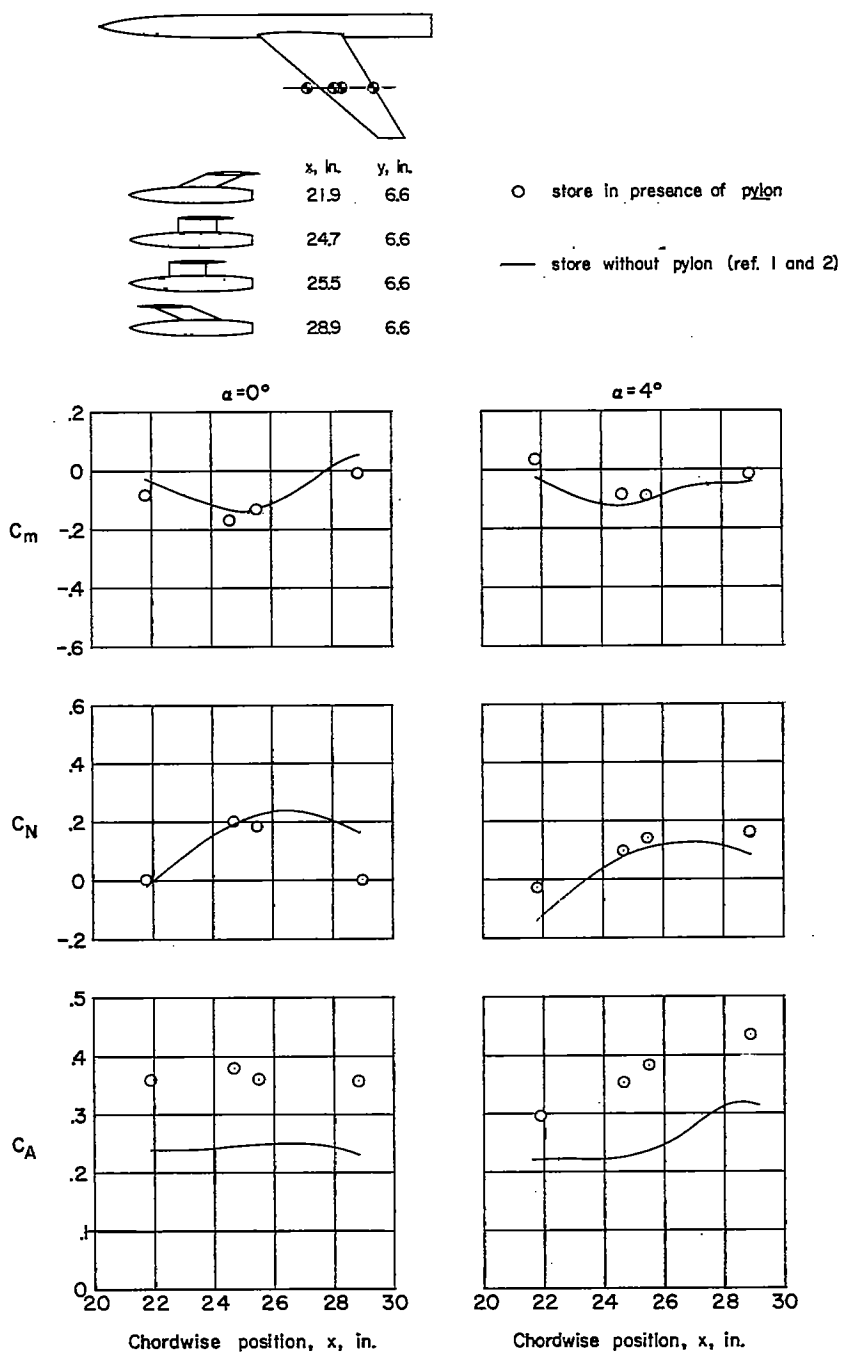 x, in. y, in.
21.9 6.6
24.7 6.6
25.5 6.6
28.9 6.6
store in presence of pylon
store without pylon (ref. 1 and 2)
α=0°
α=4°
.2
0
-.2
-.4
-.6
Cm
.6
.4
.2
0
-.2
CN
.5
.4
.3
.2
.1
0
CA
20 22 24 26 28 30
20 22 24 26 28 30
Chordwise position, x, in.
Chordwise position, x, in.